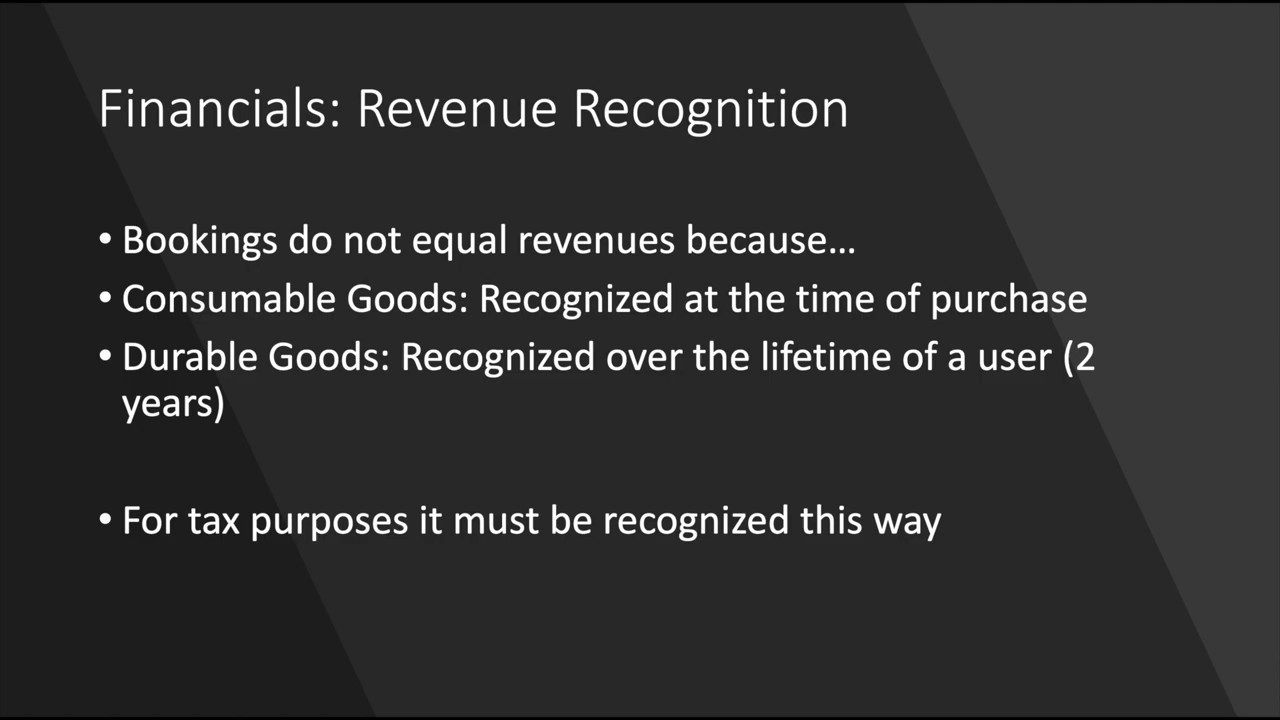 Financials: Revenue Recognition
• Bookings do not equal revenues because...
• Consumable Goods: Recognized at the time of purchase
• Durable Goods: Recognized over the lifetime of a user (2
years)
• For tax purposes it must be recognized this way